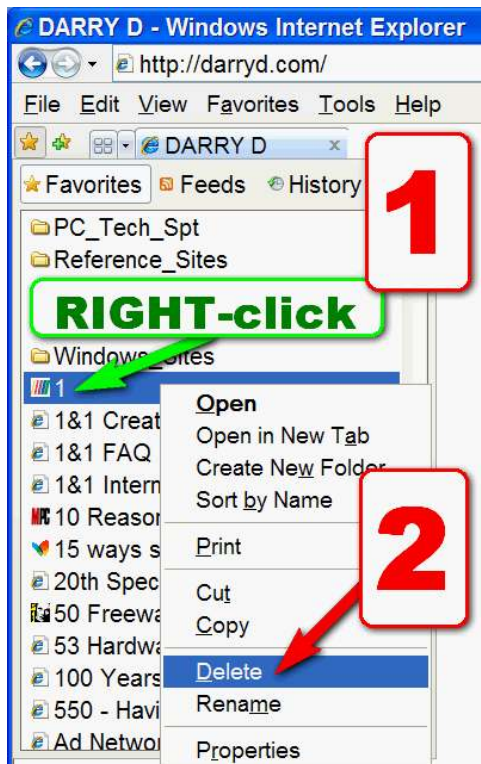 DARRY D - Windows Internet Explorer
http://darryd.com/
File Edit View Favorites Tools Help
DARRY D x
1
Favorites Feeds History
PC_Tech_Spt
Reference_Sites
RIGHT-click
Windows_Sites
1
Open
1&1 Creat
Open in New Tab
1&1 FAQ
Create New Folder
1&1 Intern
Sort by Name
10 Reason
Print
15 ways s
2
20th Spec
Cut
50 Freewa
Copy
53 Hardwa
100 Years
Delete
550 - Havi
Rename
Ad Networ
Properties